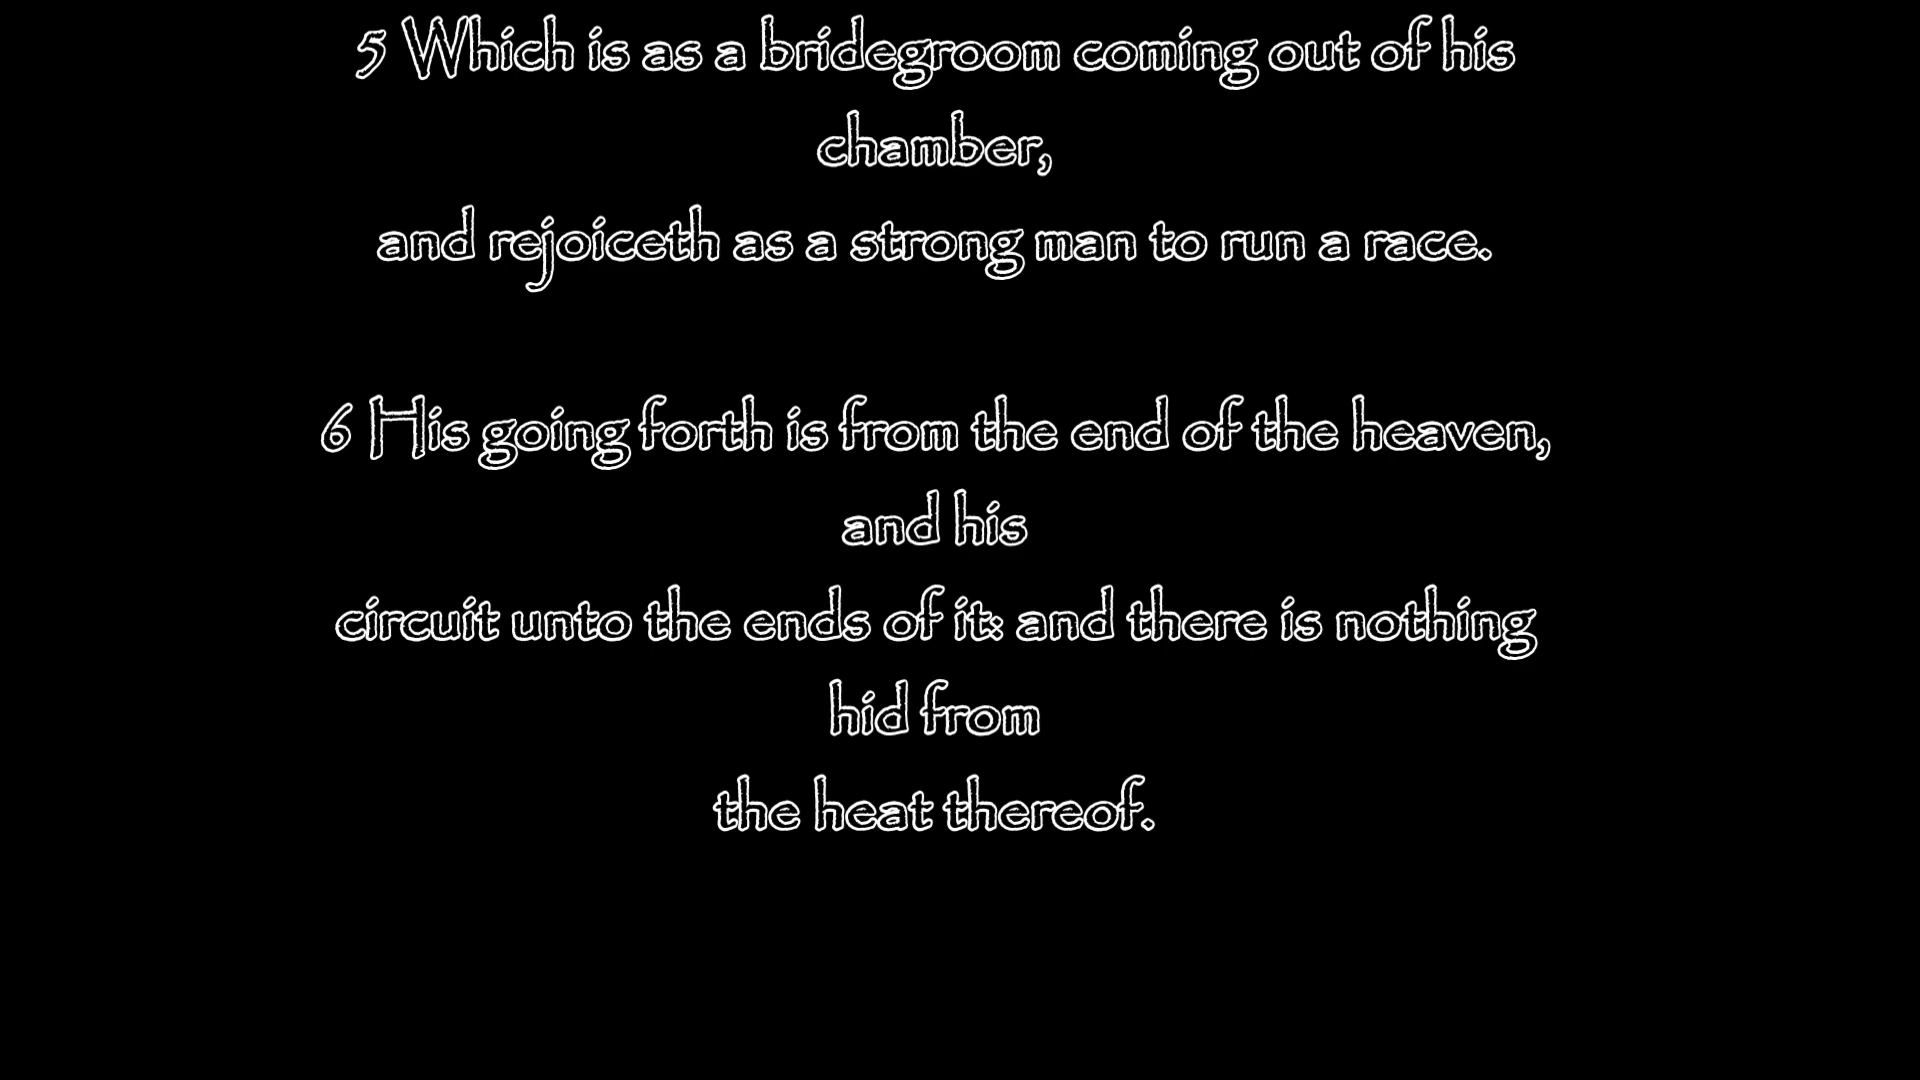 5 Which is as a bridegroom coming out of his
chamber,
and rejoiceth as a strong man to run a race.
6 His going forth is from the end of the heaven,
and his
circuit unto the ends of it: and there is nothing
hid from
the heat thereof.